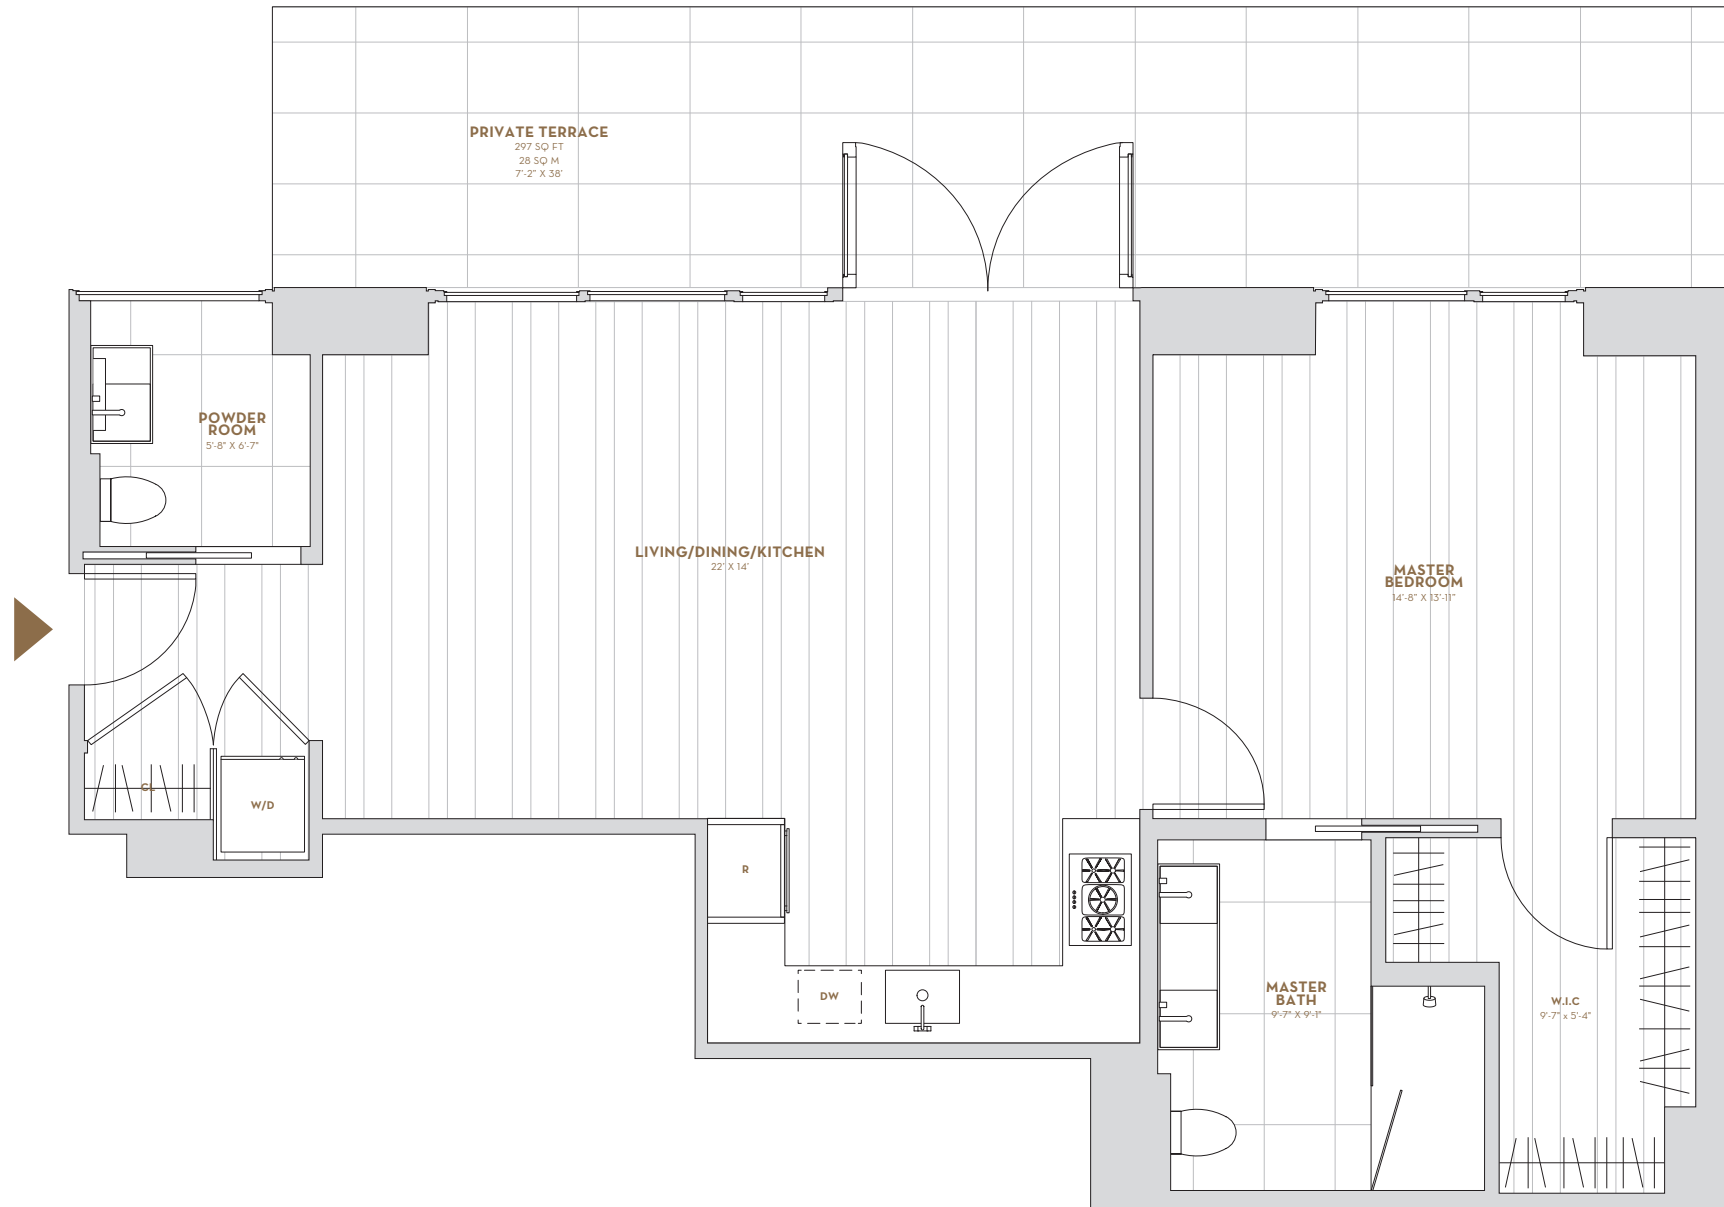 PRIVATE TERRACE
297 SQ FT
28 SQ M
7'-2" X 38'
POWDER
ROOM
5'-8" X 6'-7"
LIVING/DINING/KITCHEN
22' X 14'
MASTER
BEDROOM
14'-8" X 13'-11"
CL
W/D
R
DW
MASTER
BATH
9'-7" X 9'-1"
W.I.C
9'-7" x 5'-4"